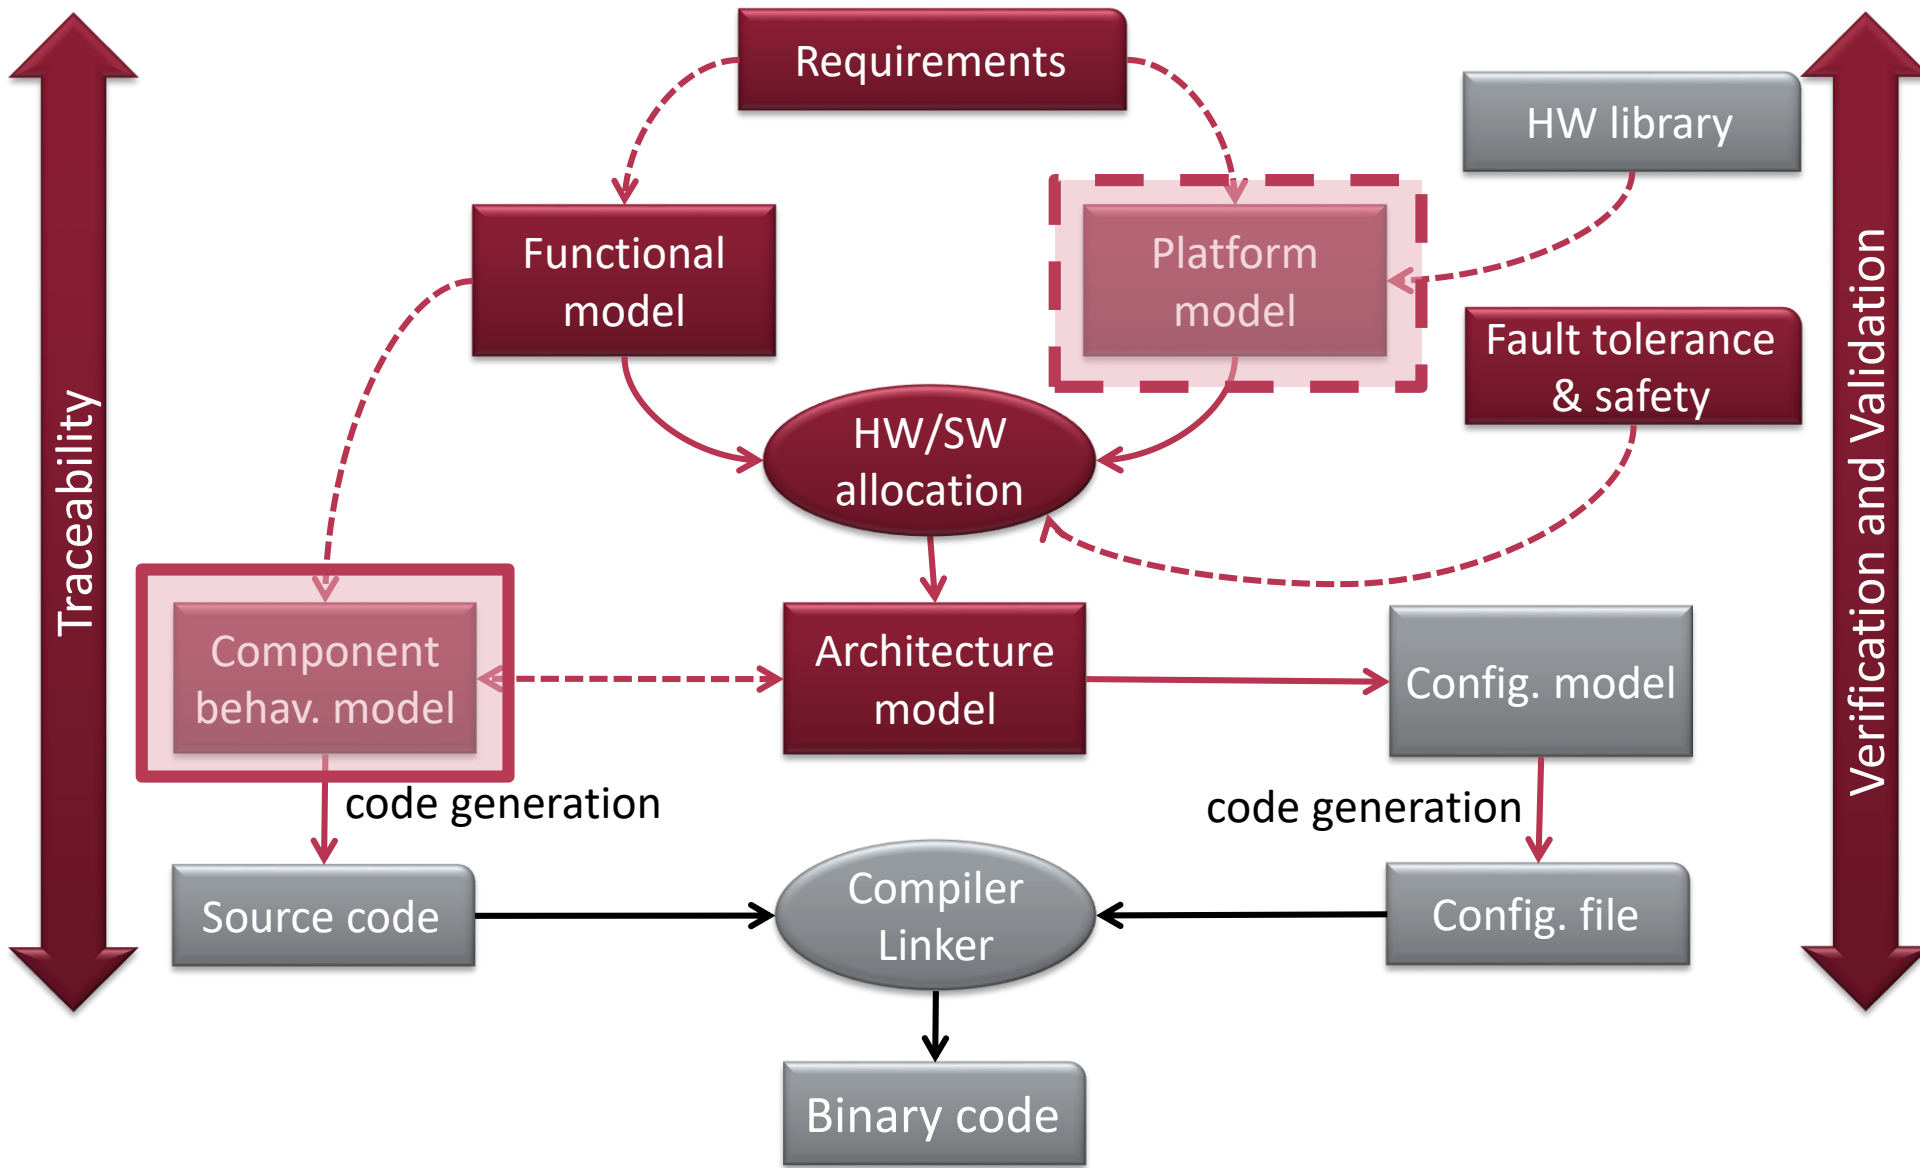 Requirements
HW library
Functional
model
Platform
model
Fault tolerance
& safety
HW/SW
allocation
Traceability
Verification and Validation
Component
behav. model
Architecture
model
Config. model
code generation
code generation
Source code
Compiler
Linker
Config. file
Binary code